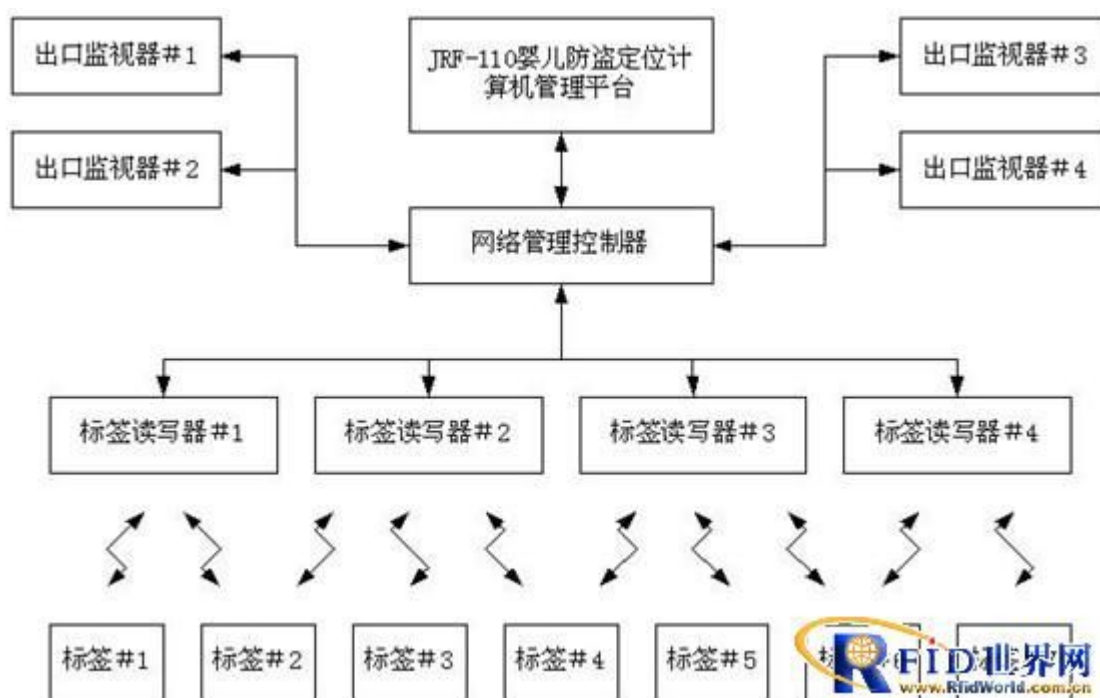 出口监视器#1
JRF-110婴儿防盗定位计
算机管理平台
出口监视器#3
出口监视器#2
出口监视器#4
网络管理控制器
标签读写器#1
标签读写器#2
标签读写器#3
标签读写器#4
标签#1
标签#2
标签#3
标签#4
标签#5
RFID世界网
www.RfidWorld.com.cn